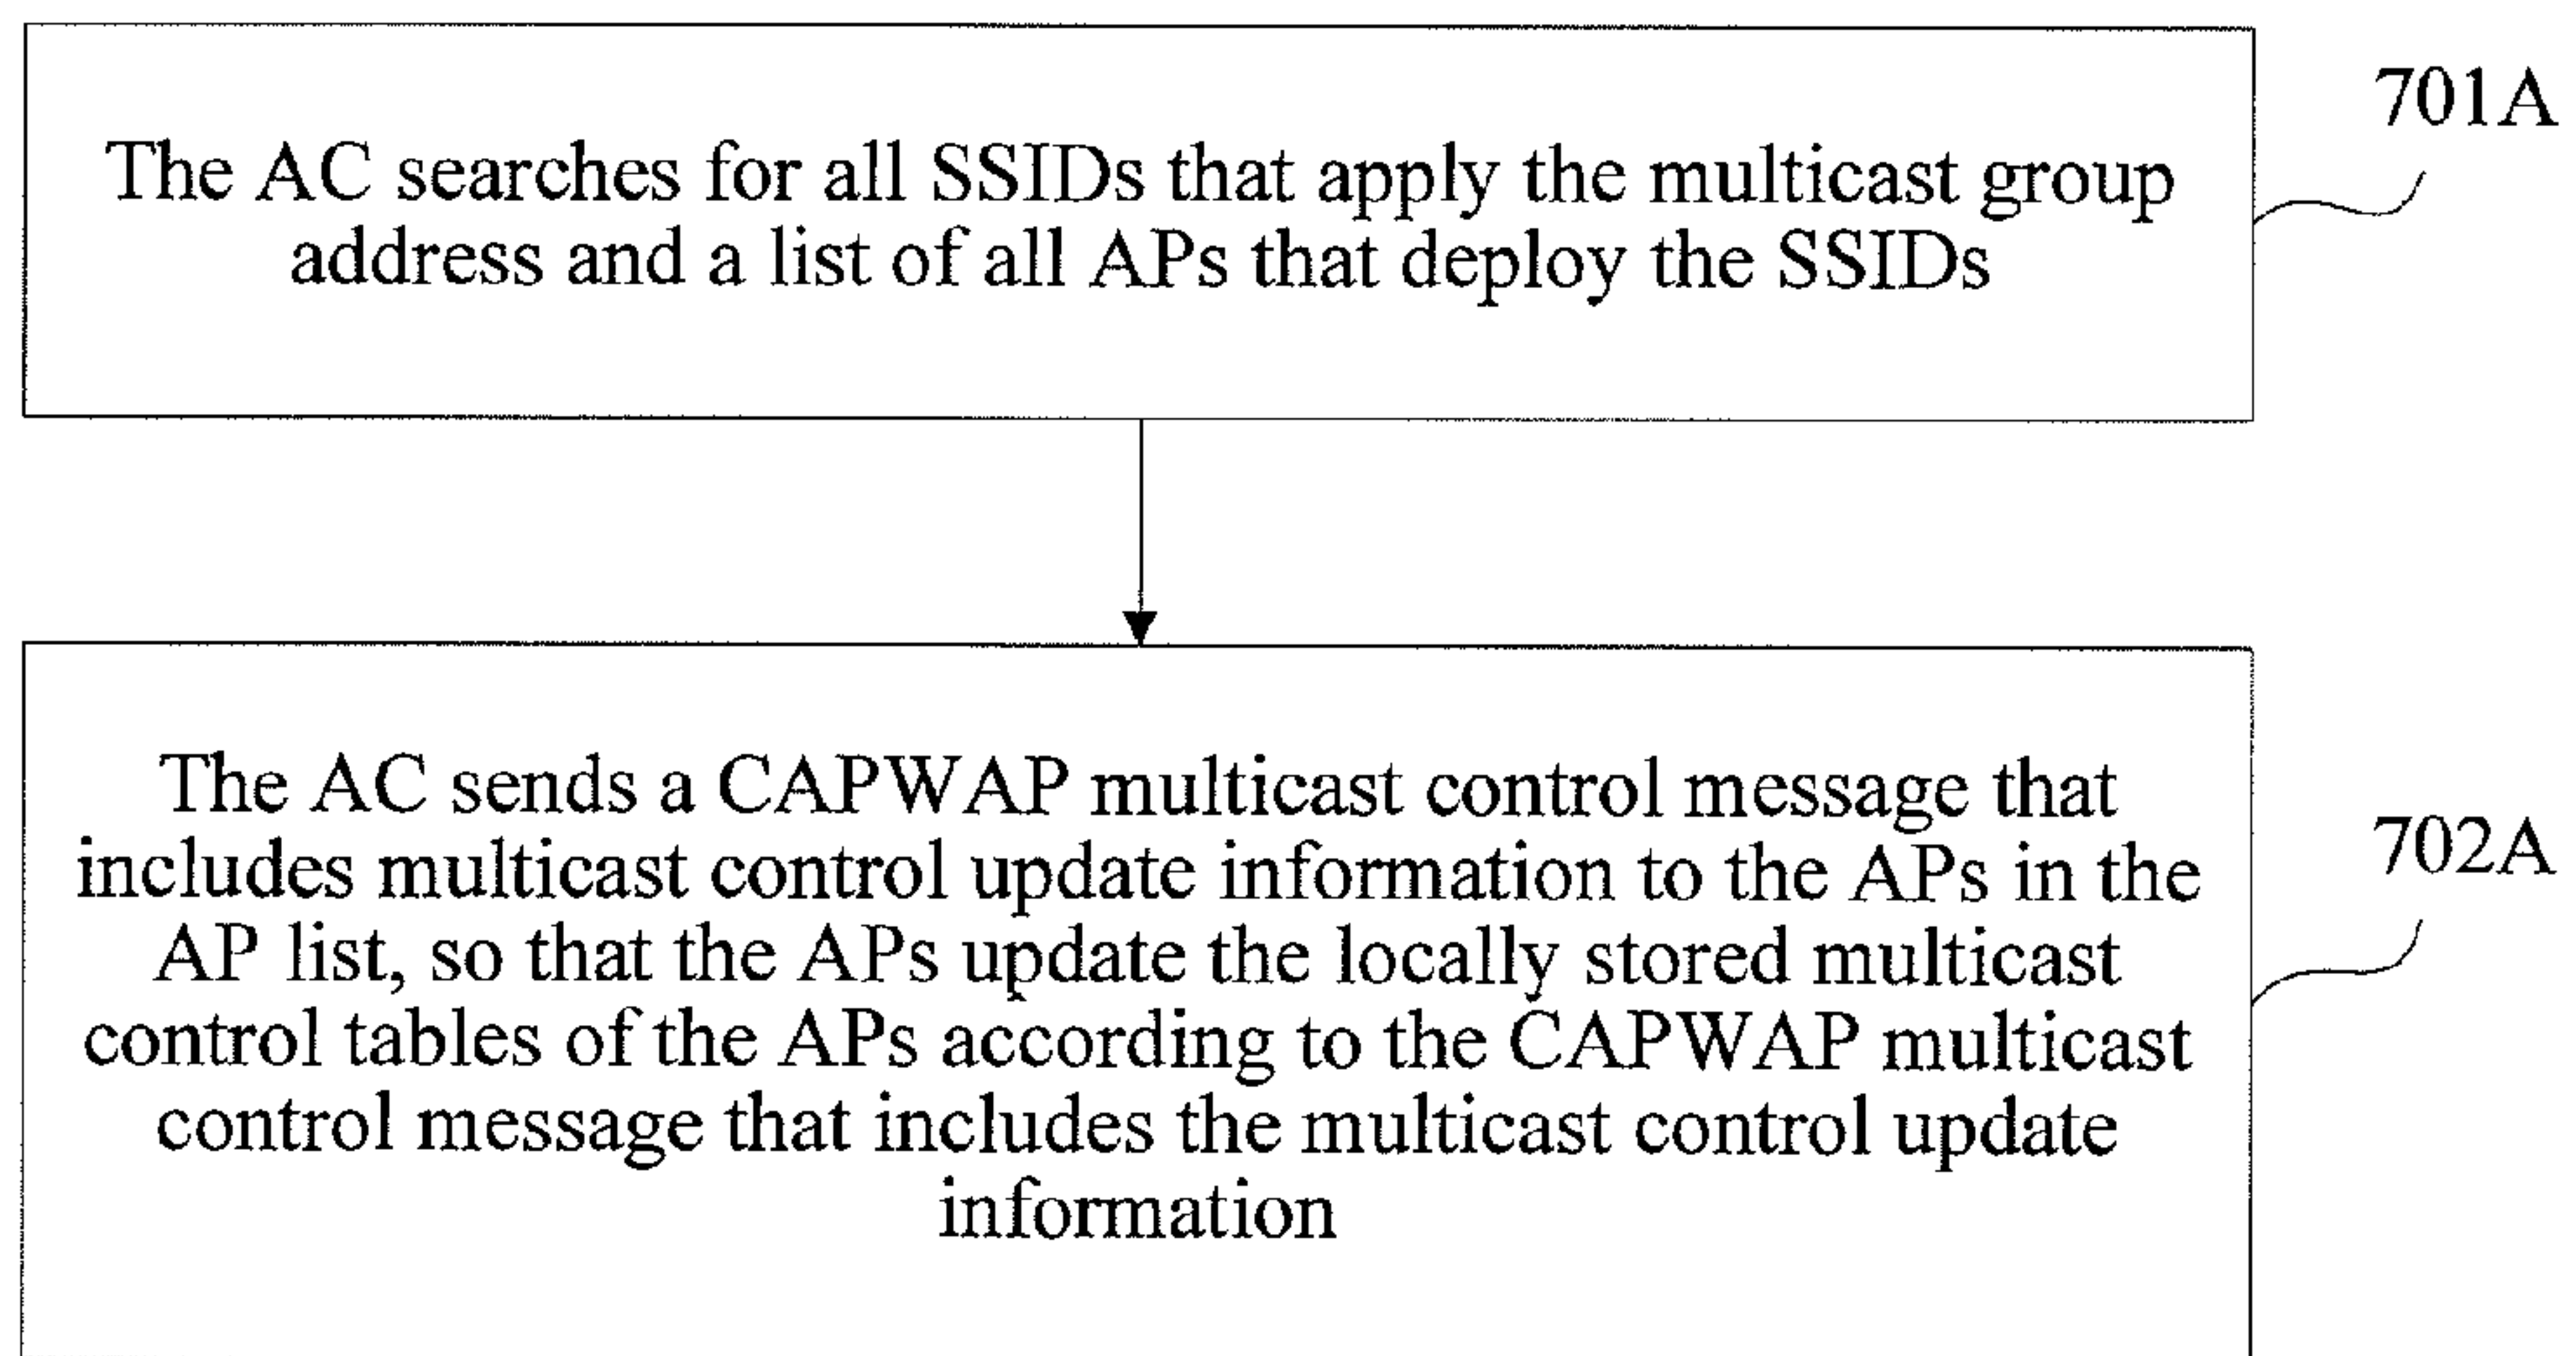 The AC searches for all SSIDs that apply the multicast group
address and a list of all APs that deploy the SSIDs
701A
The AC sends a CAPWAP multicast control message that
includes multicast control update information to the APs in the
AP list, so that the APs update the locally stored multicast
control tables of the APs according to the CAPWAP multicast
control message that includes the multicast control update
information
702A